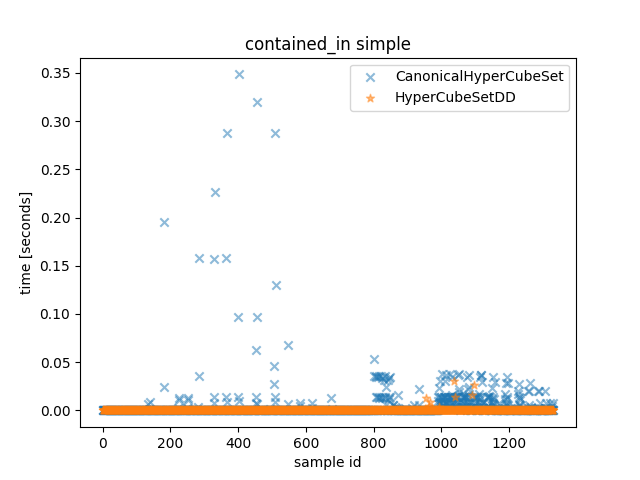 contained_in simple
CanonicalHyperCubeSet
HyperCubeSetDD
time [seconds]
0.35
0.30
0.25
0.20
0.15
0.10
0.05
0.00
0 200 400 600 800 1000 1200
sample id